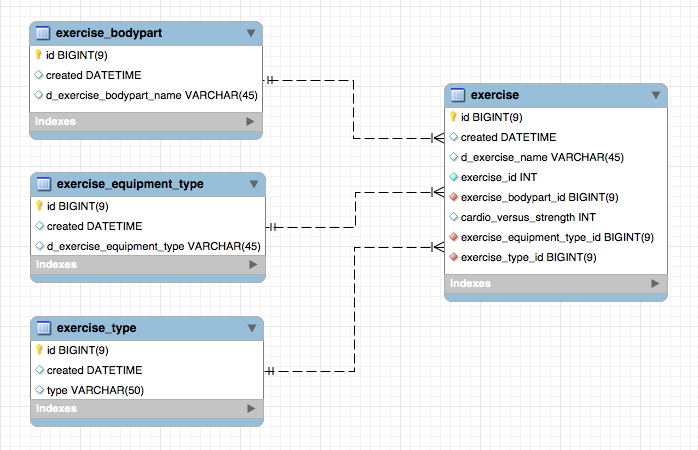 exercise_bodypart
id BIGINT(9)
created DATETIME
d_exercise_bodypart_name VARCHAR(45)
Indexes
exercise_equipment_type
id BIGINT(9)
created DATETIME
d_exercise_equipment_type VARCHAR(45)
Indexes
exercise_type
id BIGINT(9)
created DATETIME
type VARCHAR(50)
Indexes
exercise
id BIGINT(9)
created DATETIME
d_exercise_name VARCHAR(45)
exercise_id INT
exercise_bodypart_id BIGINT(9)
cardio_versus_strength INT
exercise_equipment_type_id BIGINT(9)
exercise_type_id BIGINT(9)
Indexes